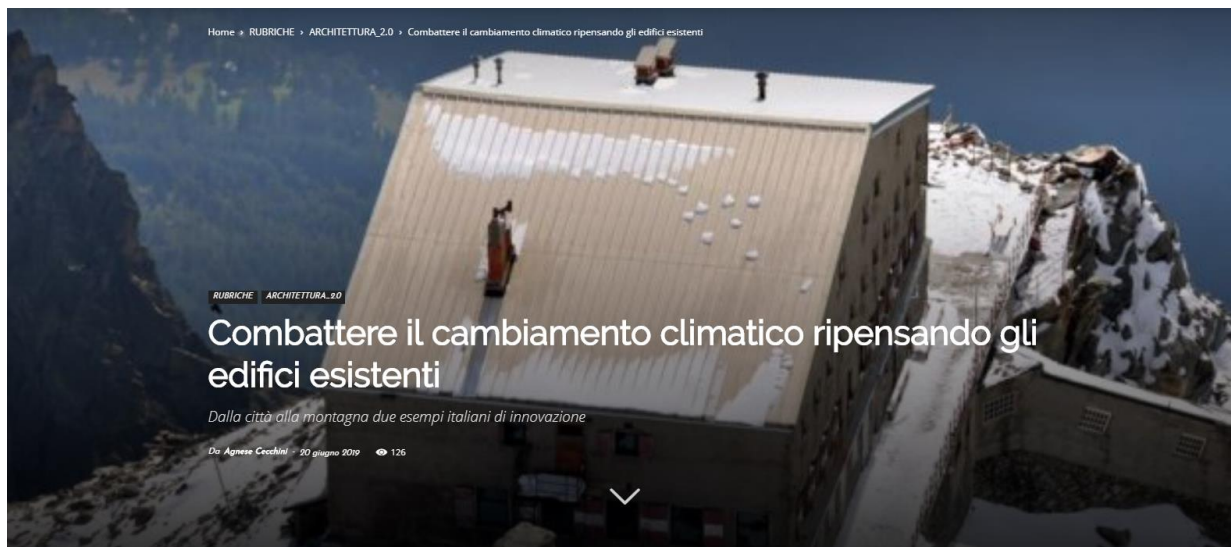 Home › RUBRICHE › ARCHITETTURA_2.0 › Combattere il cambiamento climatico ripensando gli edifici esistenti
RUBRICHE ARCHITETTURA_2.0
Combattere il cambiamento climatico ripensando gli
edifici esistenti
Dalla città alla montagna due esempi italiani di innovazione
Da Agnese Cecchini - 20 giugno 2019 126